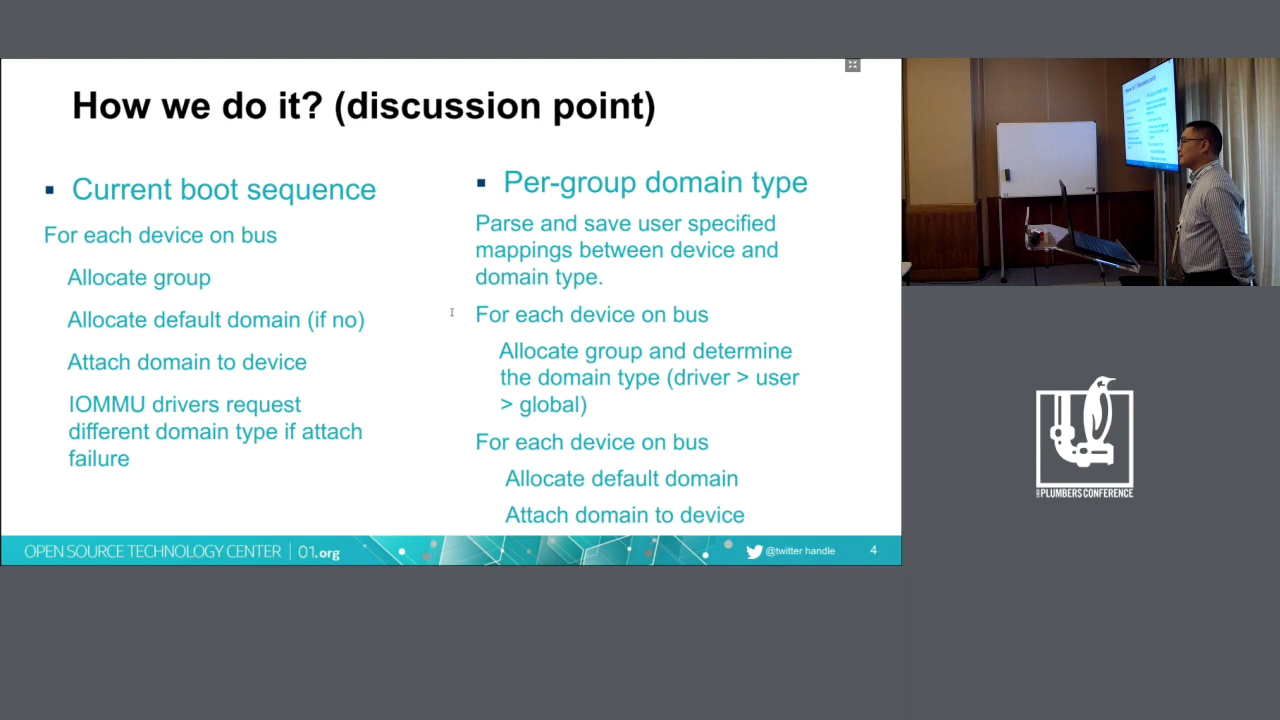 How we do it? (discussion point)
Current boot sequence
For each device on bus
Allocate group
Allocate default domain (if no)
Attach domain to device
IOMMU drivers request
different domain type if attach
failure
Per-group domain type
Parse and save user specified
mappings between device and
domain type.
For each device on bus
Allocate group and determine
the domain type (driver > user
> global)
For each device on bus
Allocate default domain
Attach domain to device
OPEN SOURCE TECHNOLOGY CENTER | 01.org
@twitter handle
4
PLUMBERS CONFERENCE